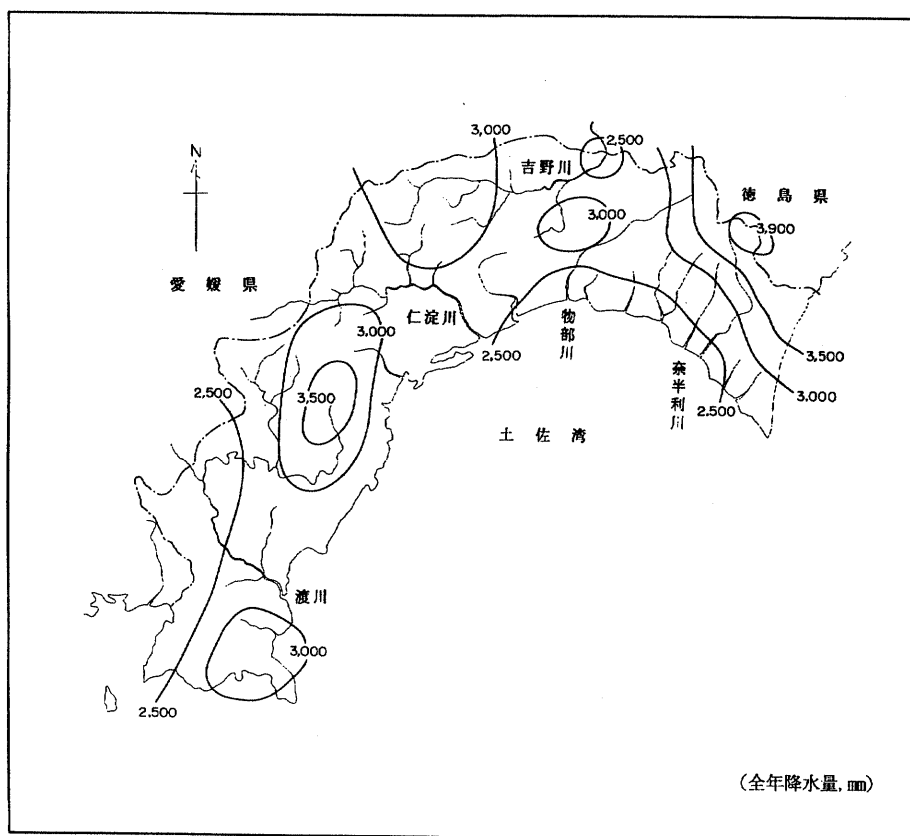 3,000
2,500
N
吉野川
徳島県
3,000
3,900
愛媛県
仁淀川
3,000
物部川
2,500
3,500
2,500
3,500
奈半利川
3,000
2,500
土佐湾
渡川
3,000
2,500
(全年降水量,mm)